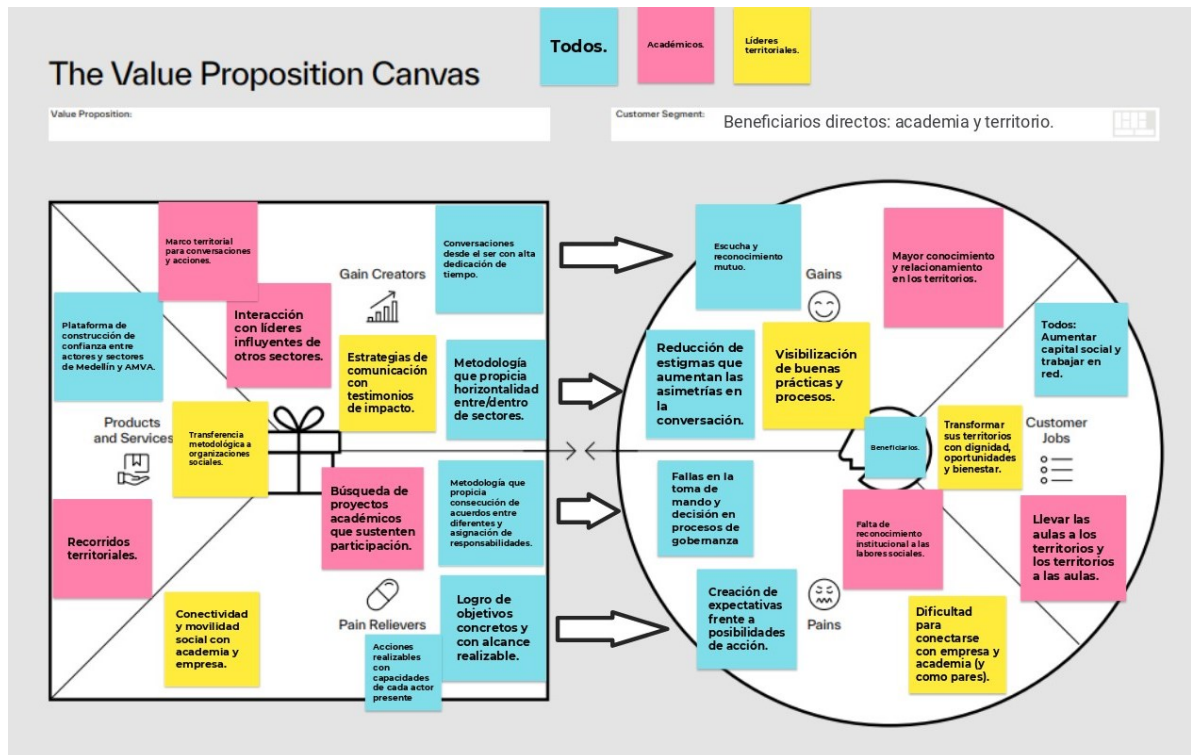 Todos.
Académicos.
Líderes
territoriales.
The Value Proposition Canvas
Value Proposition:
Customer Segment:
Beneficiarios directos: academia y territorio.
Marco territorial
para conversaciones
y acciones.
Gain Creators
Conversaciones
desde el ser con alta
dedicación de
tiempo.
Plataforma de
construcción de
confianza entre
actores y sectores
de Medellín y AMVA.
Interacción
con líderes
influyentes de
otros sectores.
Estrategias de
comunicación
con
testimonios
de impacto.
Metodología
que propicia
horizontalidad
entre/dentro
de sectores.
Products
and Services
Transferencia
metodológica a
organizaciones
sociales.
Recorridos
territoriales.
Búsqueda de
proyectos
académicos
que sustenten
participación.
Metodología que
propicia
consecución de
acuerdos entre
diferentes y
asignación de
responsabilidades.
Conectividad
y movilidad
social con
academia y
empresa.
Pain Relievers
Logro de
objetivos
concretos y
con alcance
realizable.
Acciones
realizables
con
capacidades
de cada actor
presente
Escucha y
reconocimiento
mutuo.
Gains
Mayor conocimiento
y relacionamiento
en los territorios.
Reducción de
estigmas que
aumentan las
asimetrías en
la
conversación.
Visibilización
de buenas
prácticas y
procesos.
Todos:
Aumentar
capital social y
trabajar en
red.
Beneficiarios.
Transformar
sus territorios
con dignidad,
oportunidades
y bienestar.
Customer
Jobs
Fallas en la
toma de
mando y
decisión en
procesos de
gobernanza
Falta de
reconocimiento
institucional a las
labores sociales.
Llevar las
aulas a los
territorios y
los territorios
a las aulas.
Creación de
expectativas
frente a
posibilidades
de acción.
Pains
Dificultad
para
conectarse
con empresa y
academia (y
como pares).